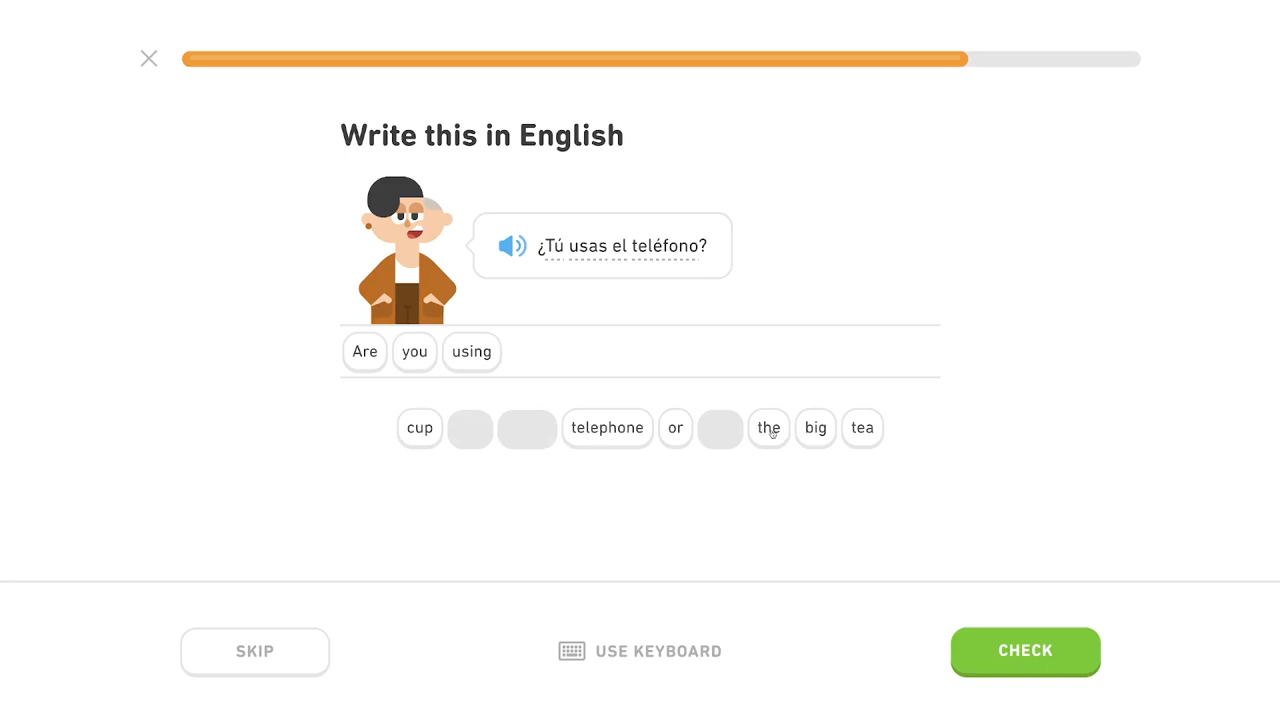 Write this in English
¿Tú usas el teléfono?
Are you using
cup telephone or the big tea
SKIP USE KEYBOARD CHECK